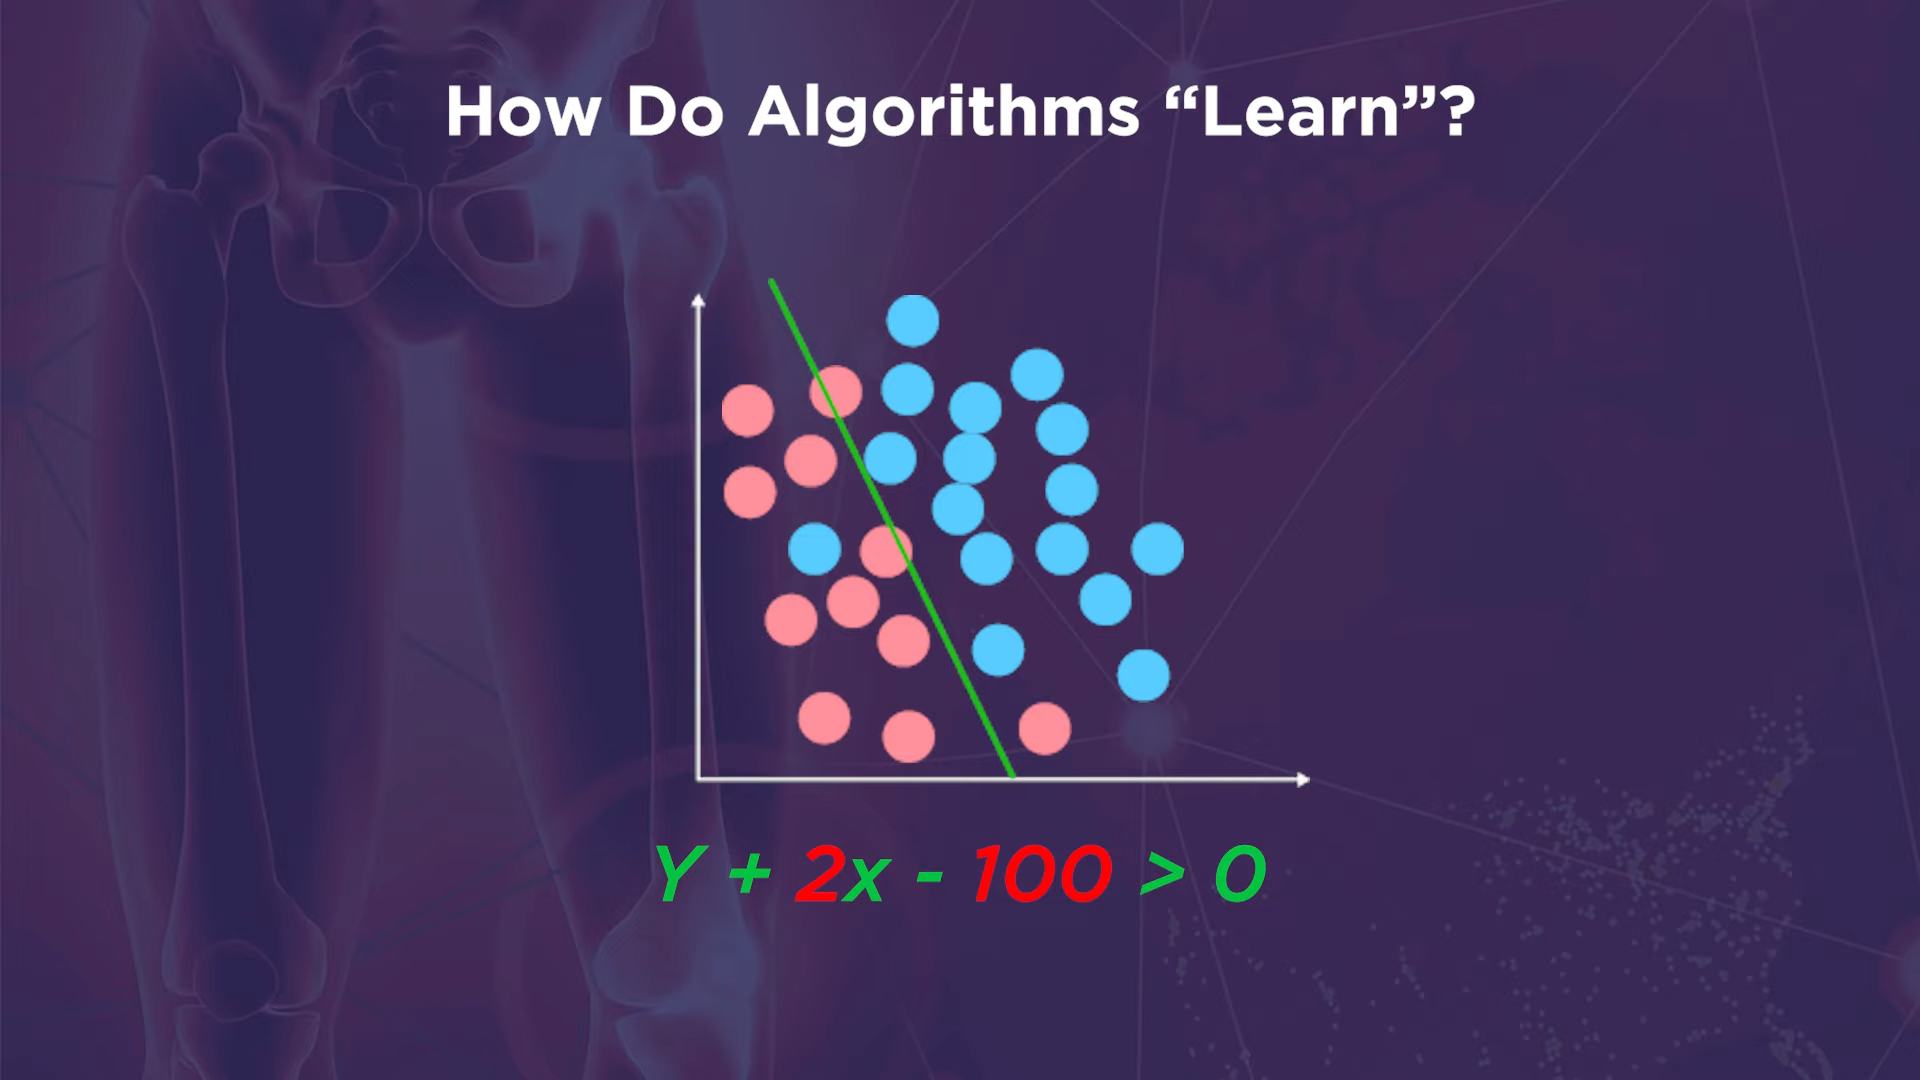 How Do Algorithms “Learn”?
Y + 2x - 100 > 0